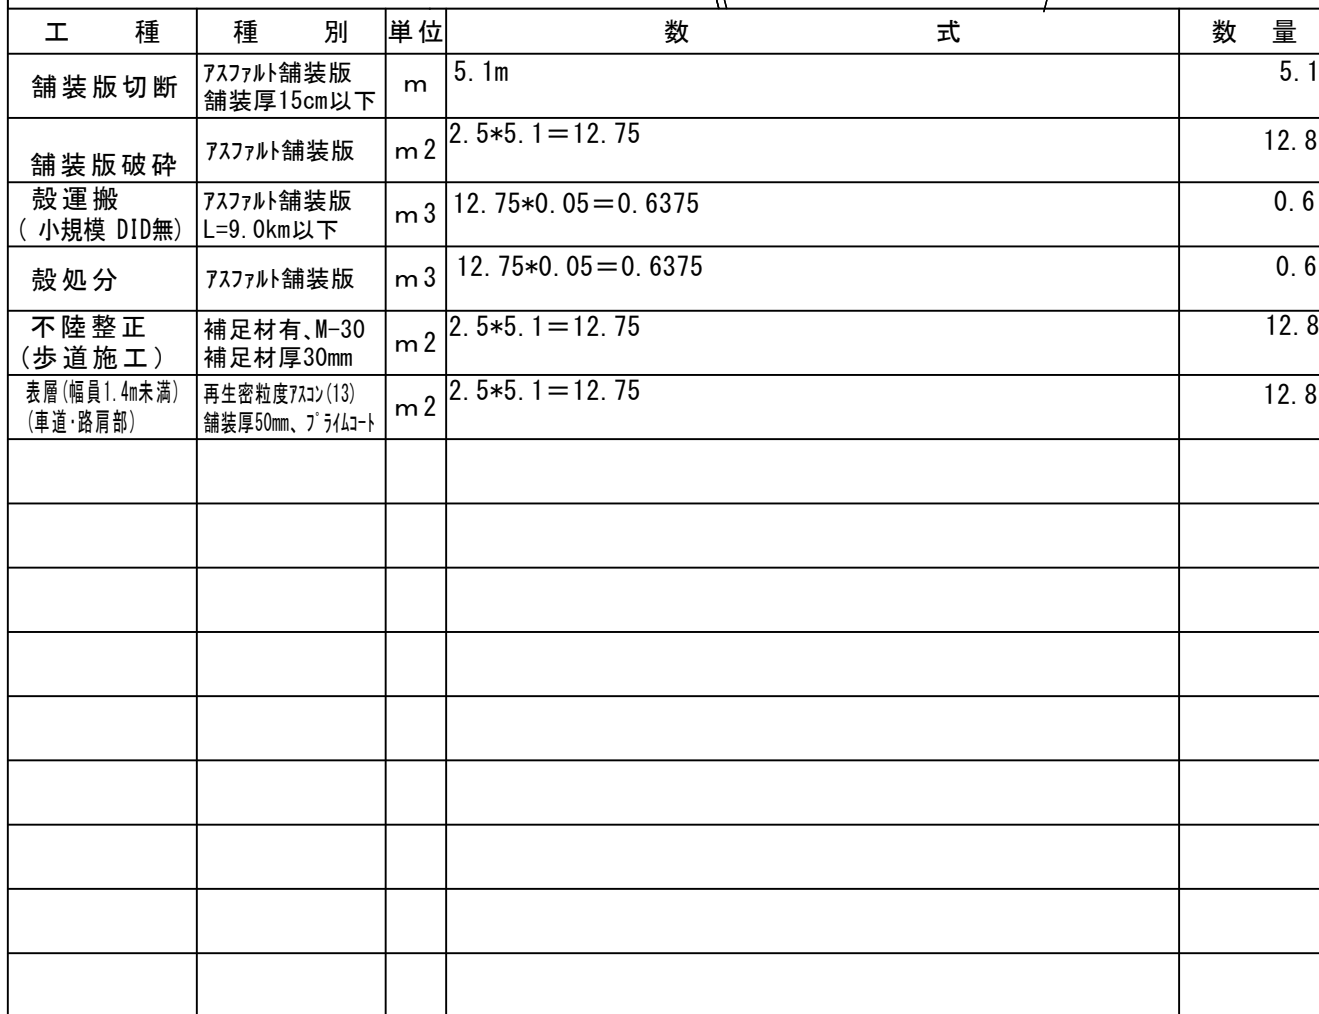 工 種 種 別 単位 数 式 数 量
舗装版切断 ｱｽﾌｧﾙﾄ舗装版 m 5.1m 5.1
舗装厚15cm以下
舗装版破砕 ｱｽﾌｧﾙﾄ舗装版 m2 2.5*5.1＝12.75 12.8
殻運搬 ｱｽﾌｧﾙﾄ舗装版 m3 12.75*0.05＝0.6375 0.6
( 小規模 DID無) L=9.0km以下
殻処分 ｱｽﾌｧﾙﾄ舗装版 m3 12.75*0.05＝0.6375 0.6
不陸整正 補足材有、M-30 m2 2.5*5.1＝12.75 12.8
(歩道施工) 補足材厚30mm
表層(幅員1.4m未満) 再生密粒度ｱｽｺﾝ(13) m2 2.5*5.1＝12.75 12.8
(車道･路肩部) 舗装厚50mm、ﾌﾟﾗｲﾑｺｰﾄ